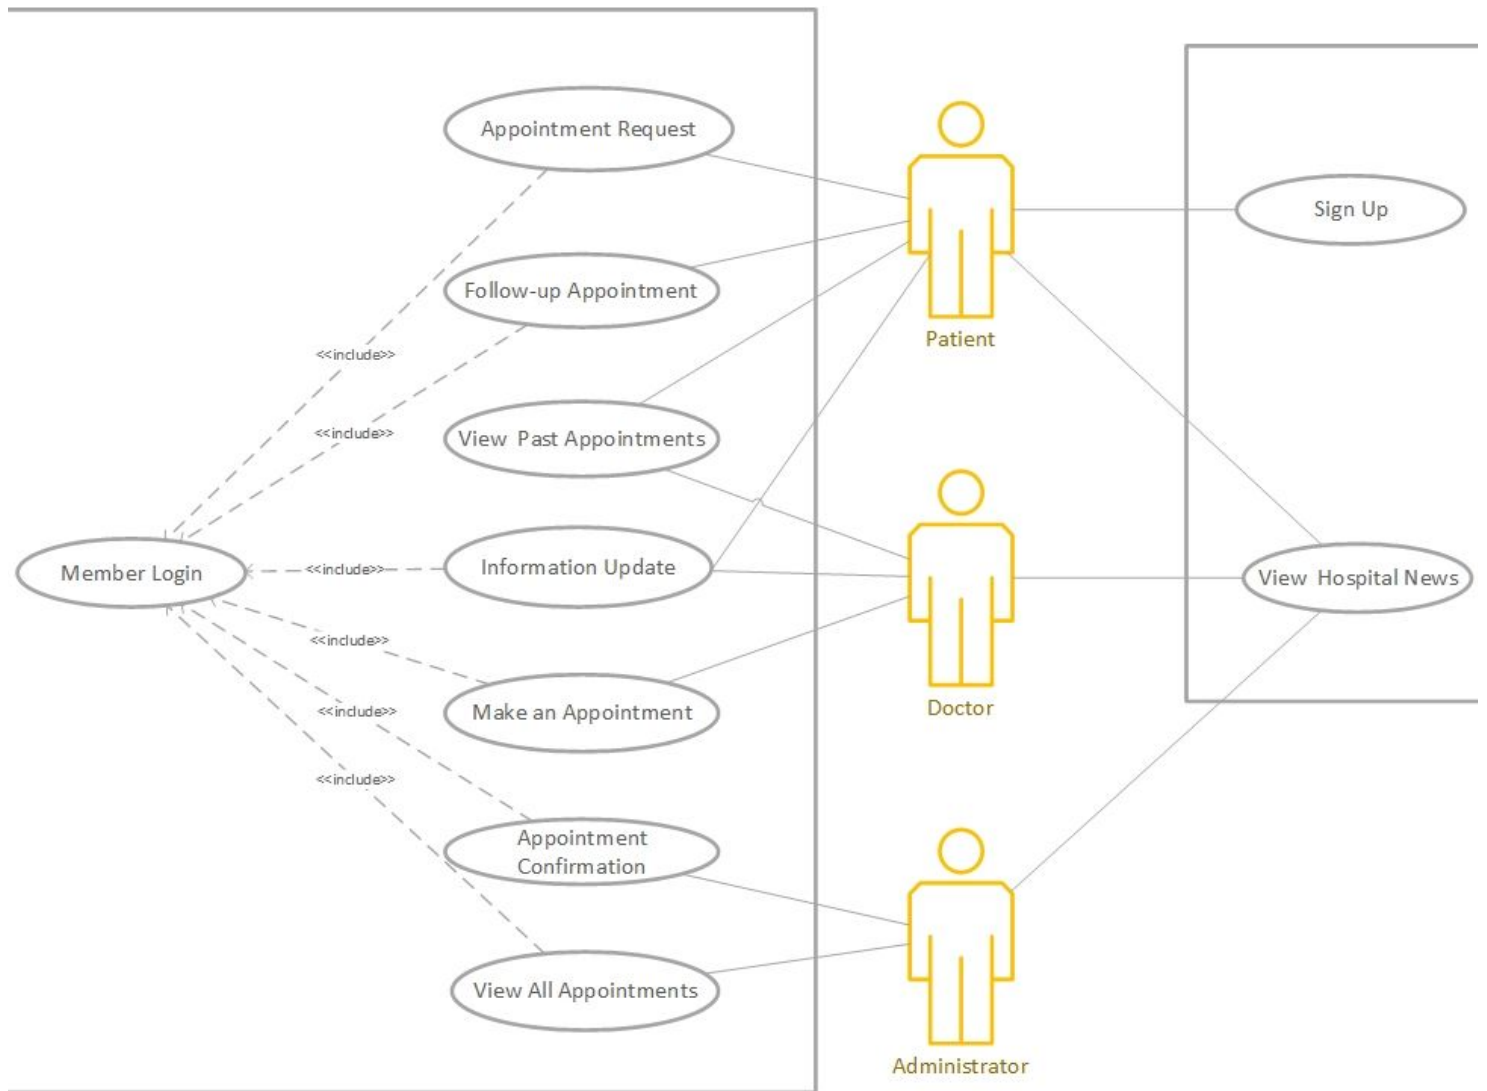 Appointment Request
Sign Up
Follow-up Appointment
Patient
<<include>>
<<include>>
View Past Appointments
Member Login
<<include>>
Information Update
View Hospital News
<<include>>
Make an Appointment
Doctor
<<include>>
<<include>>
Appointment
Confirmation
View All Appointments
Administrator